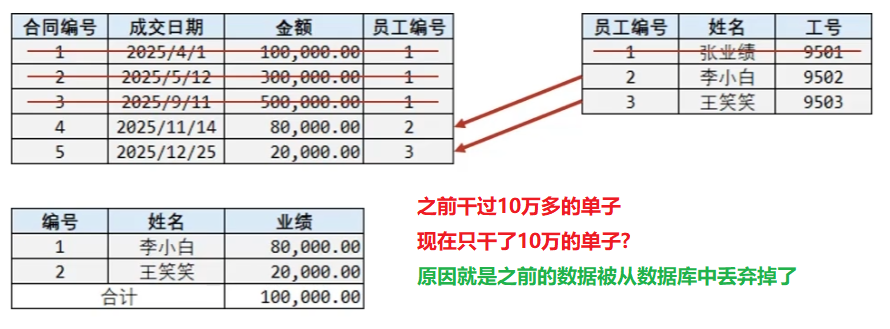 合同编号 成交日期 金额 员工编号
1 2025/4/1 100,000.00 1
2 2025/5/12 300,000.00 1
3 2025/9/11 500,000.00 1
4 2025/11/14 80,000.00 2
5 2025/12/25 20,000.00 3
员工编号 姓名 工号
1 张业绩 9501
2 李小白 9502
3 王笑笑 9503
编号 姓名 业绩
1 李小白 80,000.00
2 王笑笑 20,000.00
合计 100,000.00
之前干过10万多的单子
现在只干了10万的单子?
原因就是之前的数据被从数据库中丢弃掉了